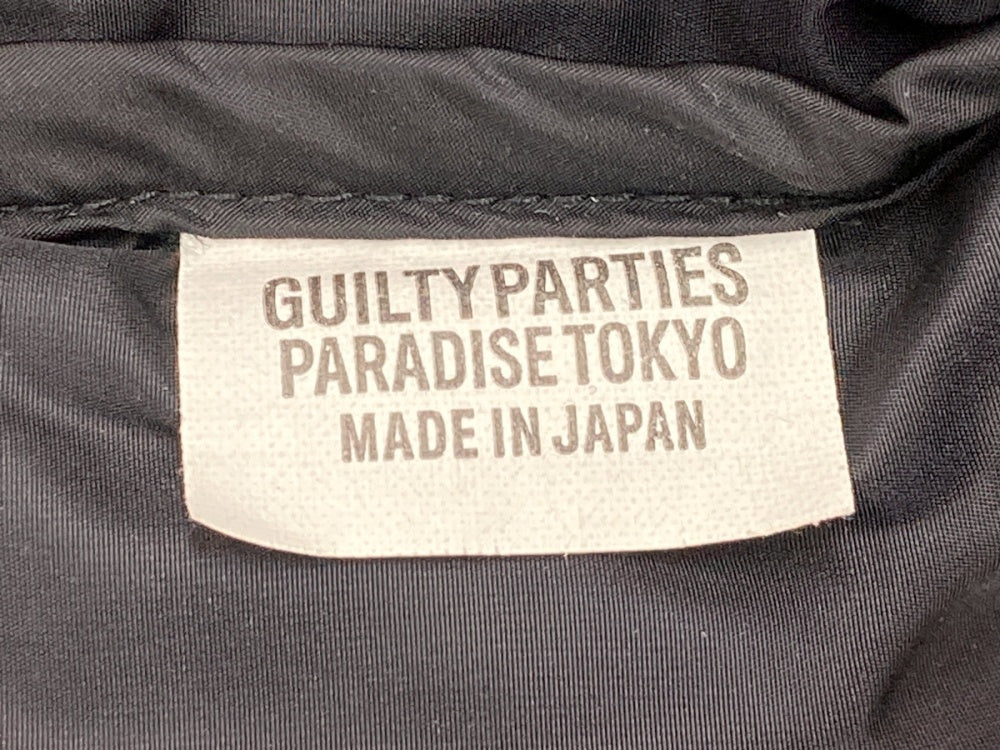 GUILTY PARTIES
PARADISE TOKYO
MADE IN JAPAN